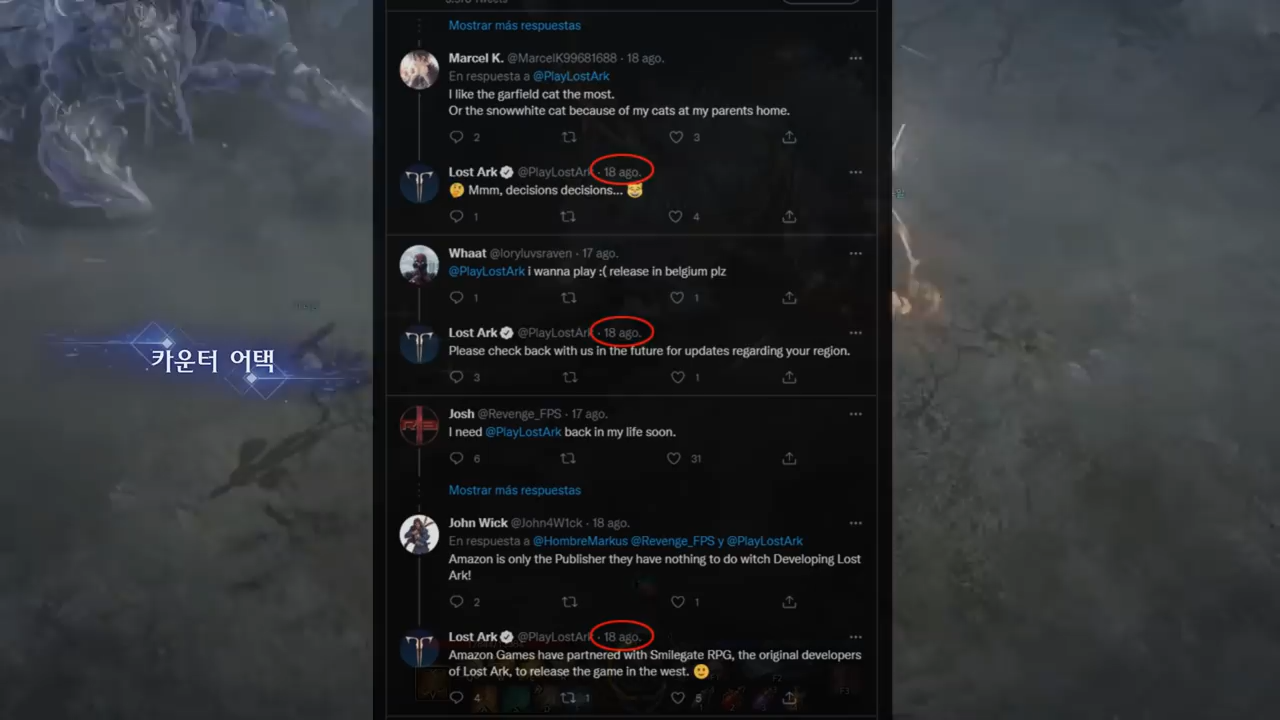 Mostrar más respuestas
Marcel K. @MarcelK99681688 · 18 ago.
En respuesta a @PlayLostArk
I like the garfield cat the most.
Or the snowwhite cat because of my cats at my parents home.
2 3
Lost Ark @PlayLostArk · 18 ago.
🤔 Mmm, decisions decisions... 😸
1 4
Whaat @loryluvsraven · 17 ago.
@PlayLostArk i wanna play :( release in belgium plz
1 1
Lost Ark @PlayLostArk · 18 ago.
Please check back with us in the future for updates regarding your region.
3 1
카운터 어택
Josh @Revenge_FPS · 17 ago.
I need @PlayLostArk back in my life soon.
6 31
Mostrar más respuestas
John Wick @John4W1ck · 18 ago.
En respuesta a @HombreMarkus @Revenge_FPS y @PlayLostArk
Amazon is only the Publisher they have nothing to do witch Developing Lost
Ark!
2 1
Lost Ark @PlayLostArk · 18 ago.
Amazon Games have partnered with Smilegate RPG, the original developers
of Lost Ark, to release the game in the west. 🙂
4 1 5